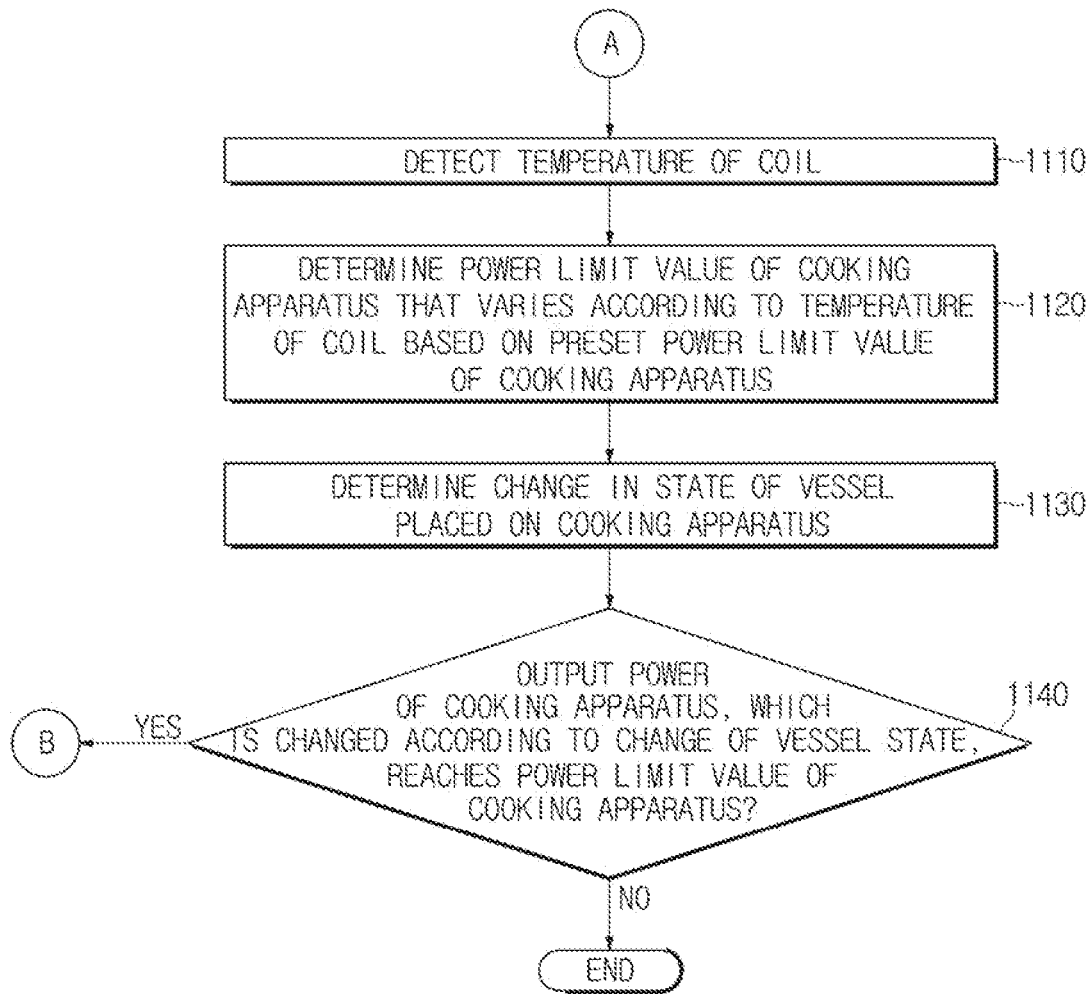 A
DETECT TEMPERATURE OF COIL
1110
DETERMINE POWER LIMIT VALUE OF COOKING
APPARATUS THAT VARIES ACCORDING TO TEMPERATURE
OF COIL BASED ON PRESET POWER LIMIT VALUE
OF COOKING APPARATUS
1120
DETERMINE CHANGE IN STATE OF VESSEL
PLACED ON COOKING APPARATUS
1130
OUTPUT POWER
OF COOKING APPARATUS, WHICH
IS CHANGED ACCORDING TO CHANGE OF VESSEL STATE,
REACHES POWER LIMIT VALUE OF
COOKING APPARATUS?
1140
YES
B
NO
END